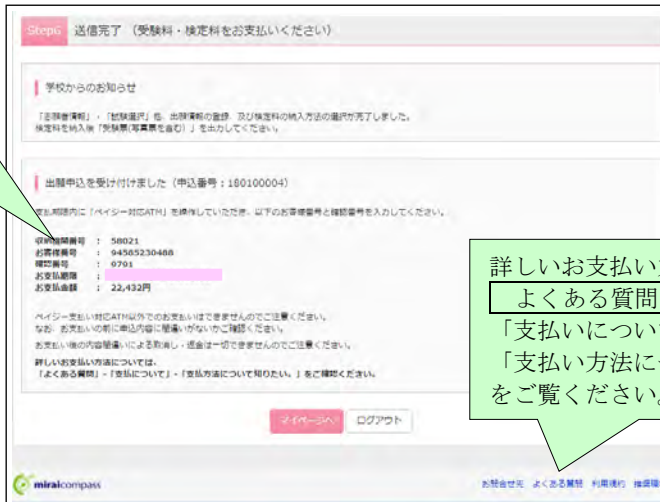 Step6 送信完了 （受験料・検定料をお支払いください）
学校からのお知らせ
「志願者情報」・「試験選択」他、出願情報の登録、及び検定料の納入方法の選択が完了しました。
検定料を納入後「受験票(写真票を含む)」を出力してください。
出願申込を受け付けました（申込番号：180100004）
支払期限内に「ペイジー対応ATM」を操作していただき、以下のお客様番号と確認番号を入力してください。
収納機関番号 ： 58021
お客様番号 ： 94585230488
確認番号 ： 0701
お支払期限 ：
お支払金額 ： 22,432円
ペイジー支払い対応ATM以外でのお支払いはできませんのでご注意ください。
なお、お支払いの前に申込内容に間違いがないかご確認ください。
お支払い後の内容間違いによる取消し・返金は一切できませんのでご注意ください。
詳しいお支払い方法については、
「よくある質問」-「支払について」-「支払方法について知りたい。」をご確認ください。
マイページへ ログアウト
詳しいお支払い
よくある質問
「支払いについ
「支払い方法に
をご覧ください。
miraicompass
お問合せ先 よくある質問 利用規約 推奨環